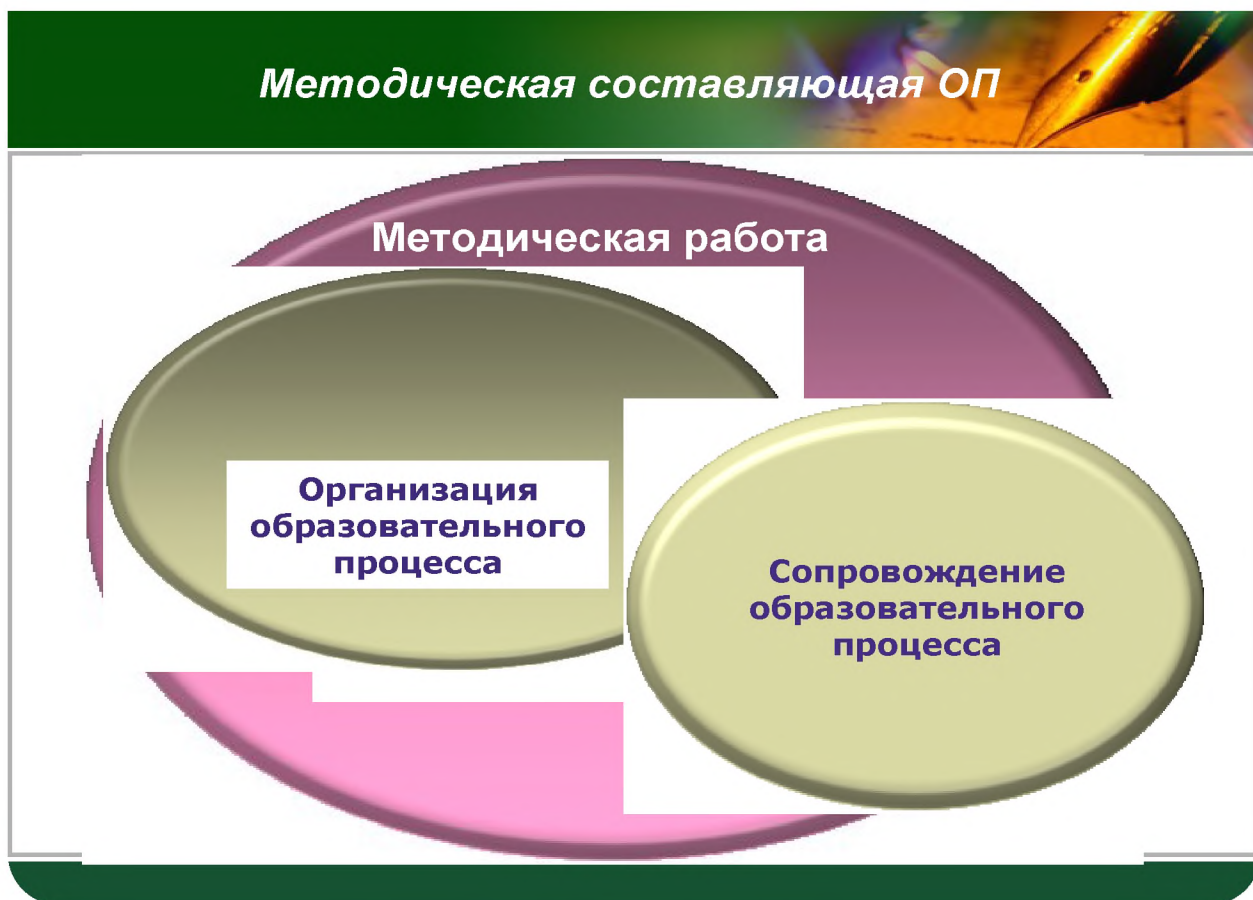 Методическая составляющая ОП
Методическая работа
Организация
образовательного
процесса
Сопровождение
образовательного
процесса